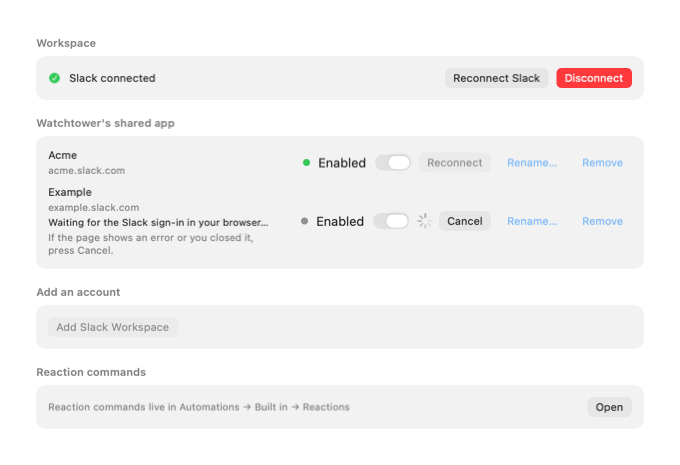 Workspace
Slack connected
Reconnect Slack
Disconnect
Watchtower's shared app
Acme
acme.slack.com
Enabled
Reconnect
Rename...
Remove
Example
example.slack.com
Waiting for the Slack sign-in in your browser...
If the page shows an error or you closed it,
press Cancel.
Enabled
Cancel
Rename...
Remove
Add an account
Add Slack Workspace
Reaction commands
Reaction commands live in Automations → Built in → Reactions
Open